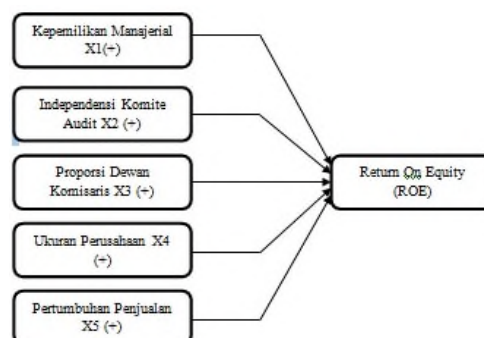 Kepemilikan Manajerial
X1(+)
Independensi Komite
Audit X2 (+)
Proporsi Dewan
Komisaris X3 (+)
Ukuran Perusahaan X4
(+)
Pertumbuhan Penjualan
X5 (+)
Return On Equity
(ROE)